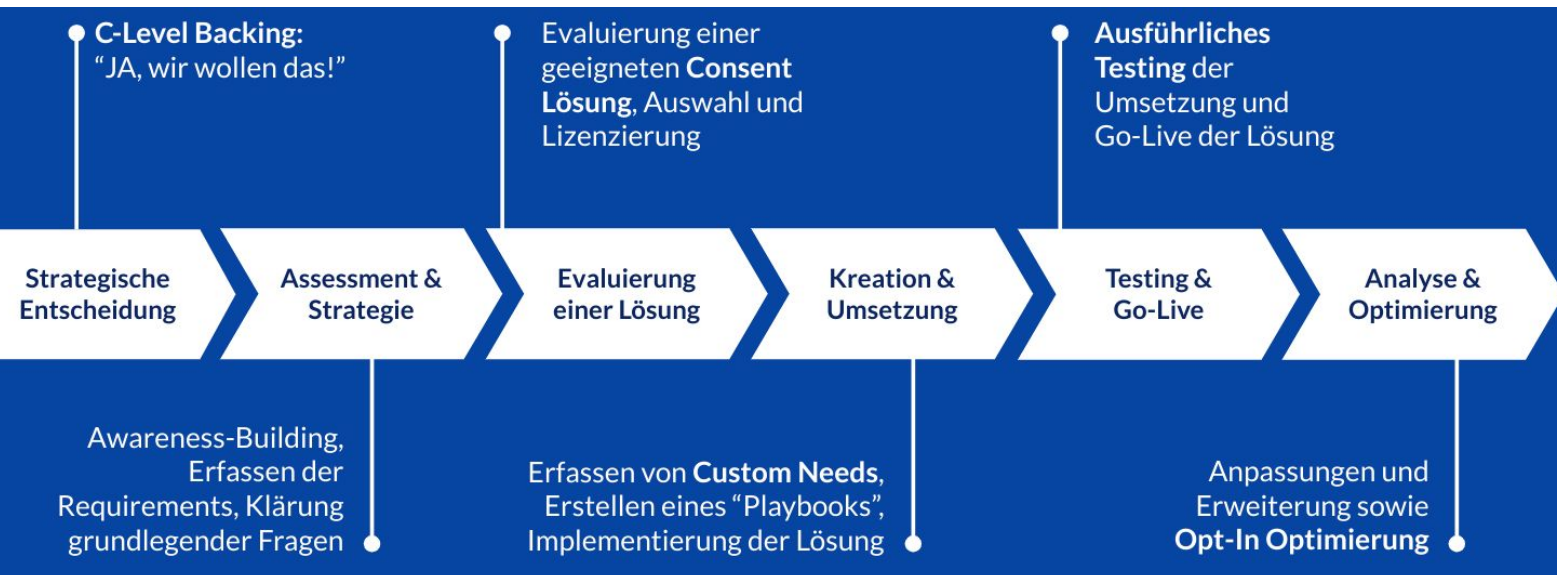 C-Level Backing:
“JA, wir wollen das!”
Evaluierung einer
geeigneten Consent
Lösung, Auswahl und
Lizenzierung
Ausführliches
Testing der
Umsetzung und
Go-Live der Lösung
Strategische
Entscheidung
Assessment &
Strategie
Evaluierung
einer Lösung
Kreation &
Umsetzung
Testing &
Go-Live
Analyse &
Optimierung
Awareness-Building,
Erfassen der
Requirements, Klärung
grundlegender Fragen
Erfassen von Custom Needs,
Erstellen eines “Playbooks”,
Implementierung der Lösung
Anpassungen und
Erweiterung sowie
Opt-In Optimierung